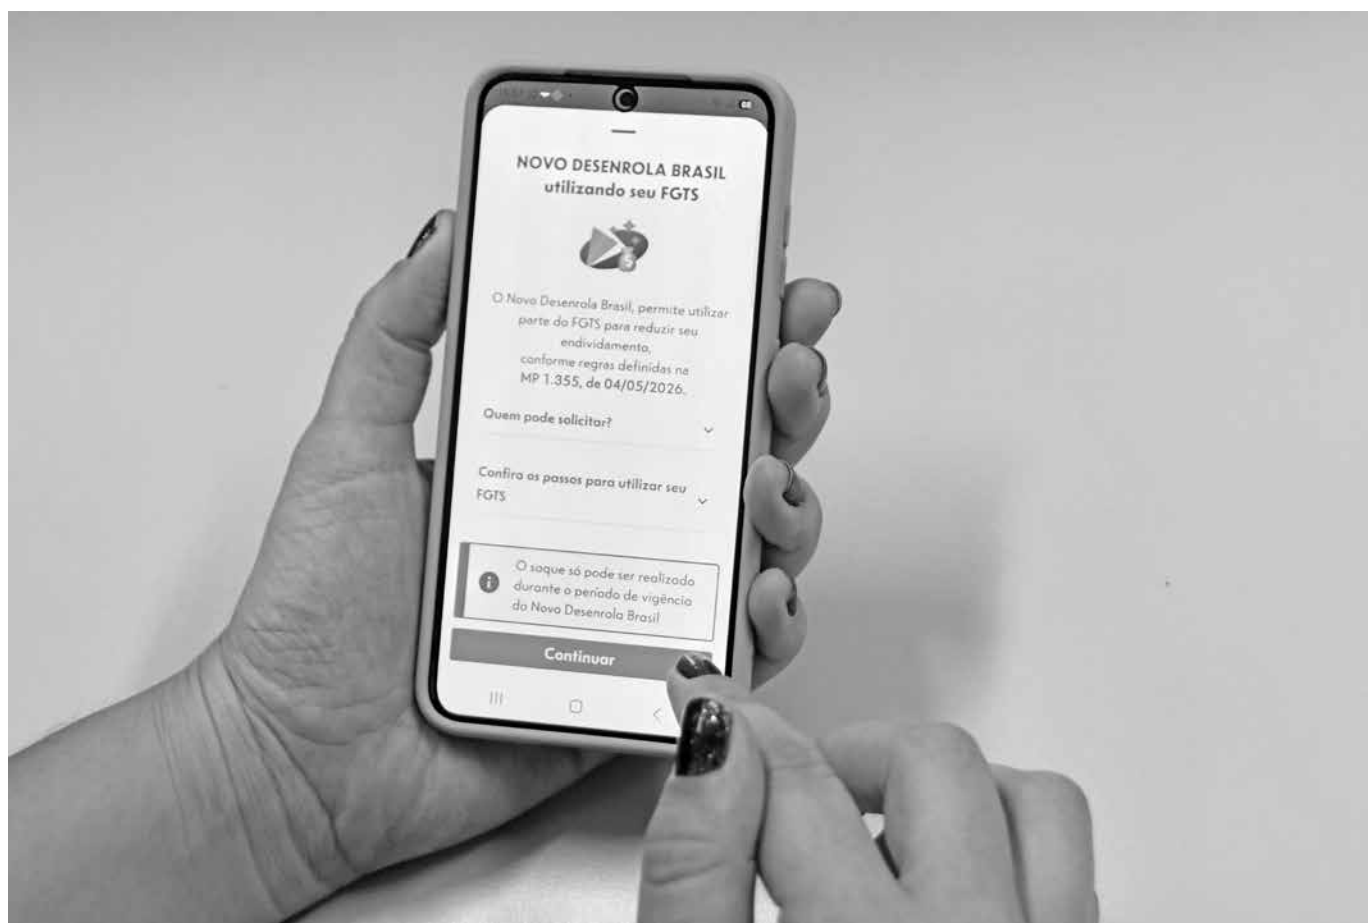 NOVO DESENROLA BRASIL
utilizando seu FGTS
O Novo Desenrola Brasil, permite utilizar
parte do FGTS para reduzir seu
endividamento,
conforme regras definidas na
MP 1.355, de 04/05/2026.
Quem pode solicitar?
Confira os passos para utilizar seu
FGTS
O saque só pode ser realizado
durante o período de vigência
do Novo Desenrola Brasil
Continuar